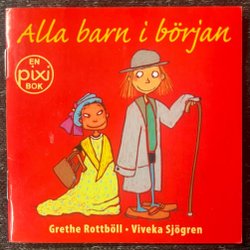 Alla barn i början
EN
pixi
BOK
Grethe Rottböll · Viveka Sjögren